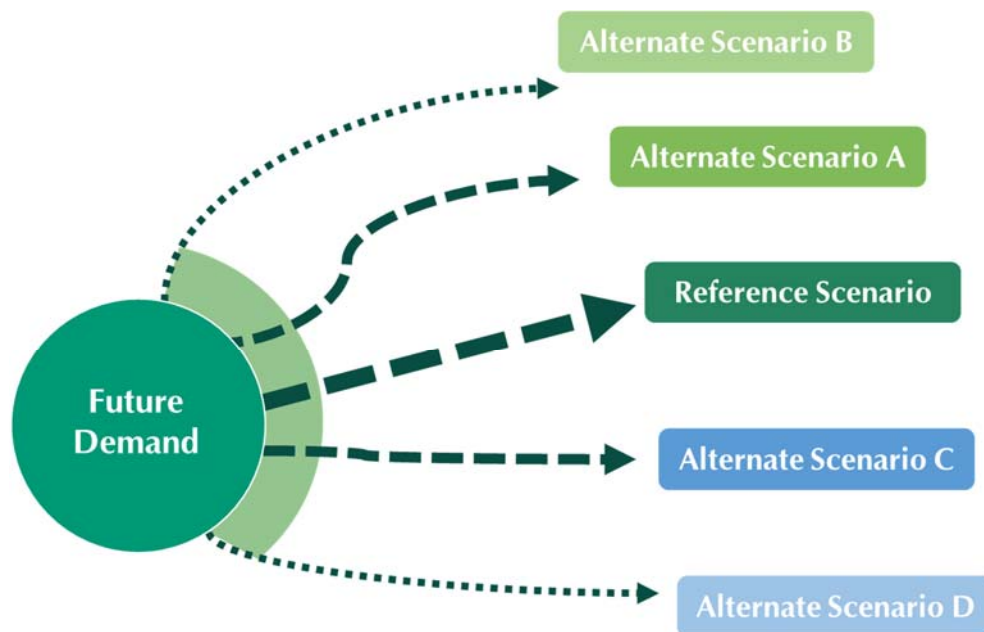 Alternate Scenario B
Alternate Scenario A
Reference Scenario
Future
Demand
Alternate Scenario C
Alternate Scenario D